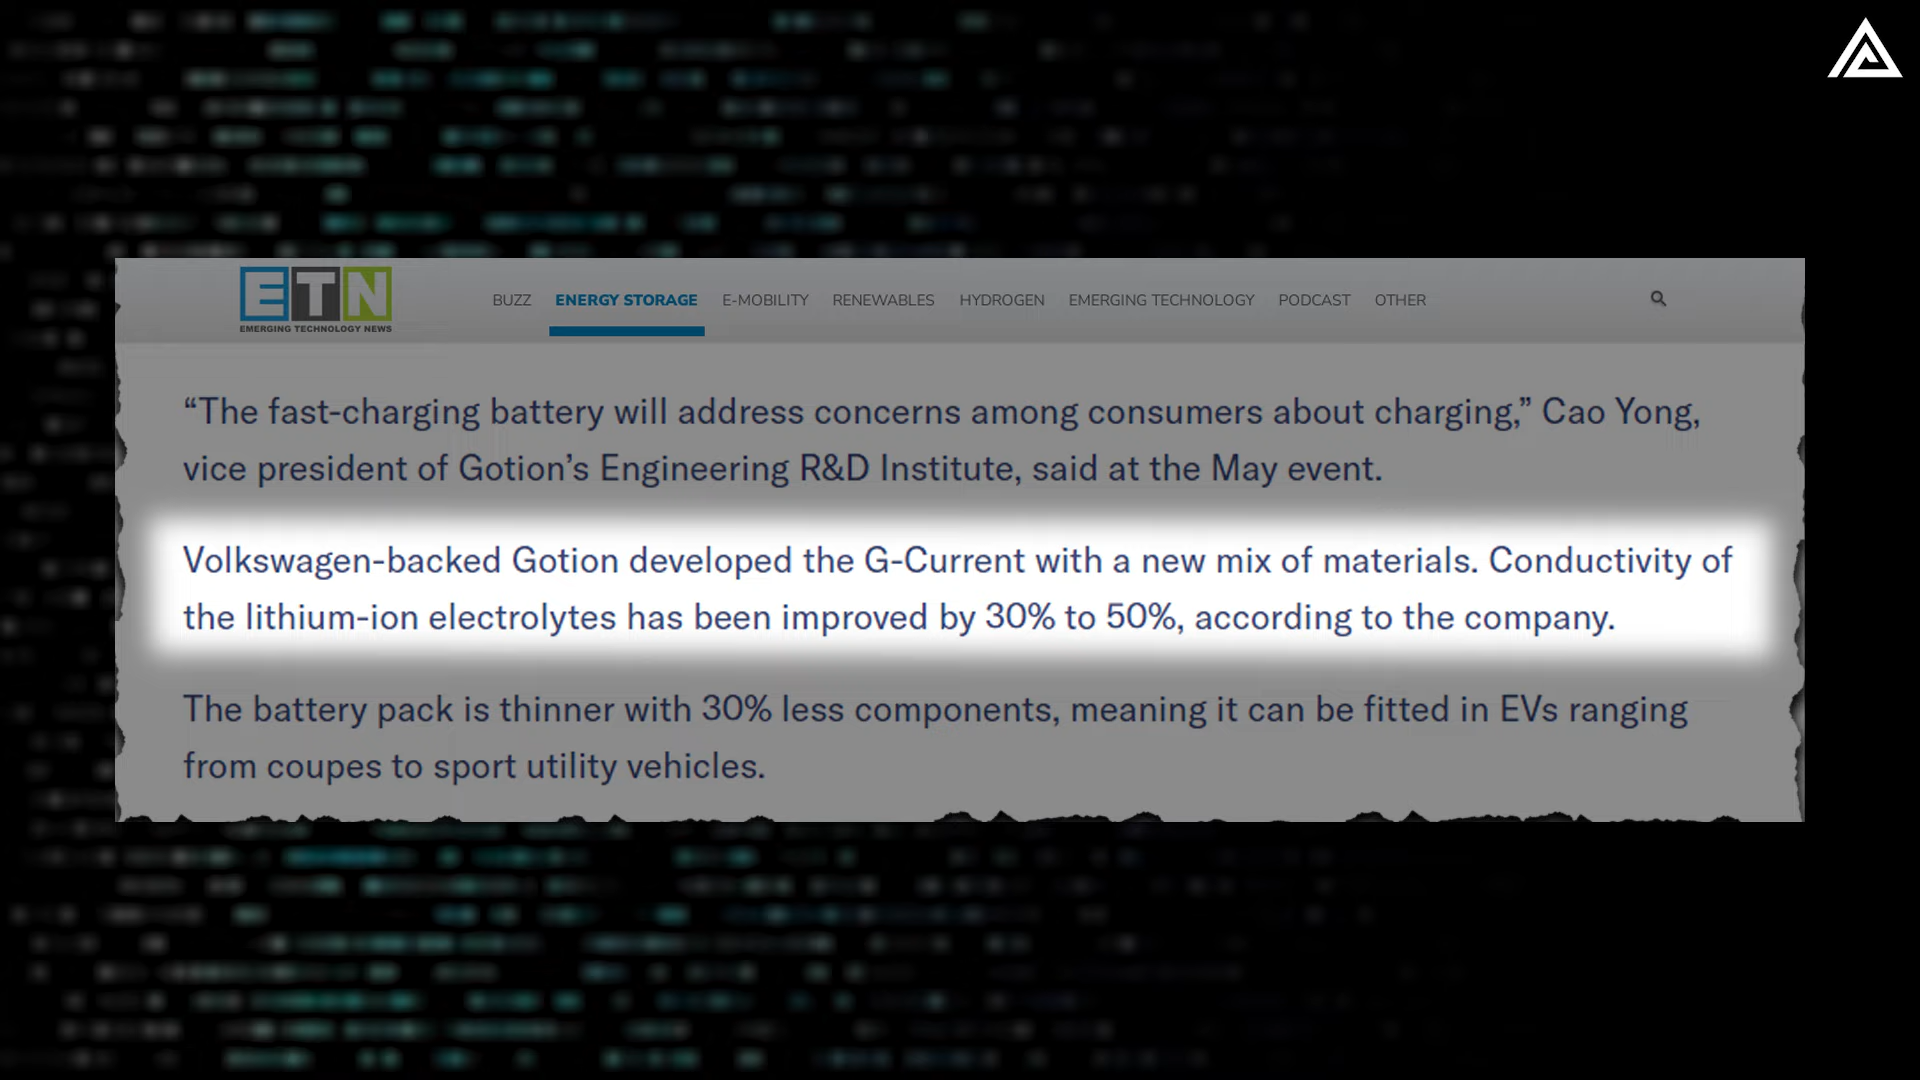 ETN
EMERGING TECHNOLOGY NEWS
BUZZ ENERGY STORAGE E-MOBILITY RENEWABLES HYDROGEN EMERGING TECHNOLOGY PODCAST OTHER
“The fast-charging battery will address concerns among consumers about charging,” Cao Yong,
vice president of Gotion’s Engineering R&D Institute, said at the May event.
Volkswagen-backed Gotion developed the G-Current with a new mix of materials. Conductivity of
the lithium-ion electrolytes has been improved by 30% to 50%, according to the company.
The battery pack is thinner with 30% less components, meaning it can be fitted in EVs ranging
from coupes to sport utility vehicles.